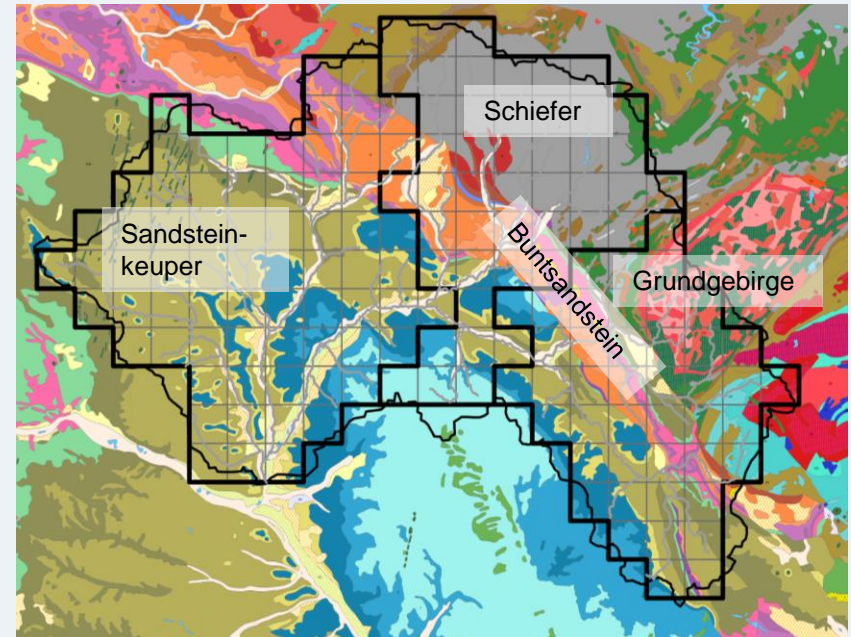 Schiefer
Sandstein-
keuper
Buntsandstein
Grundgebirge